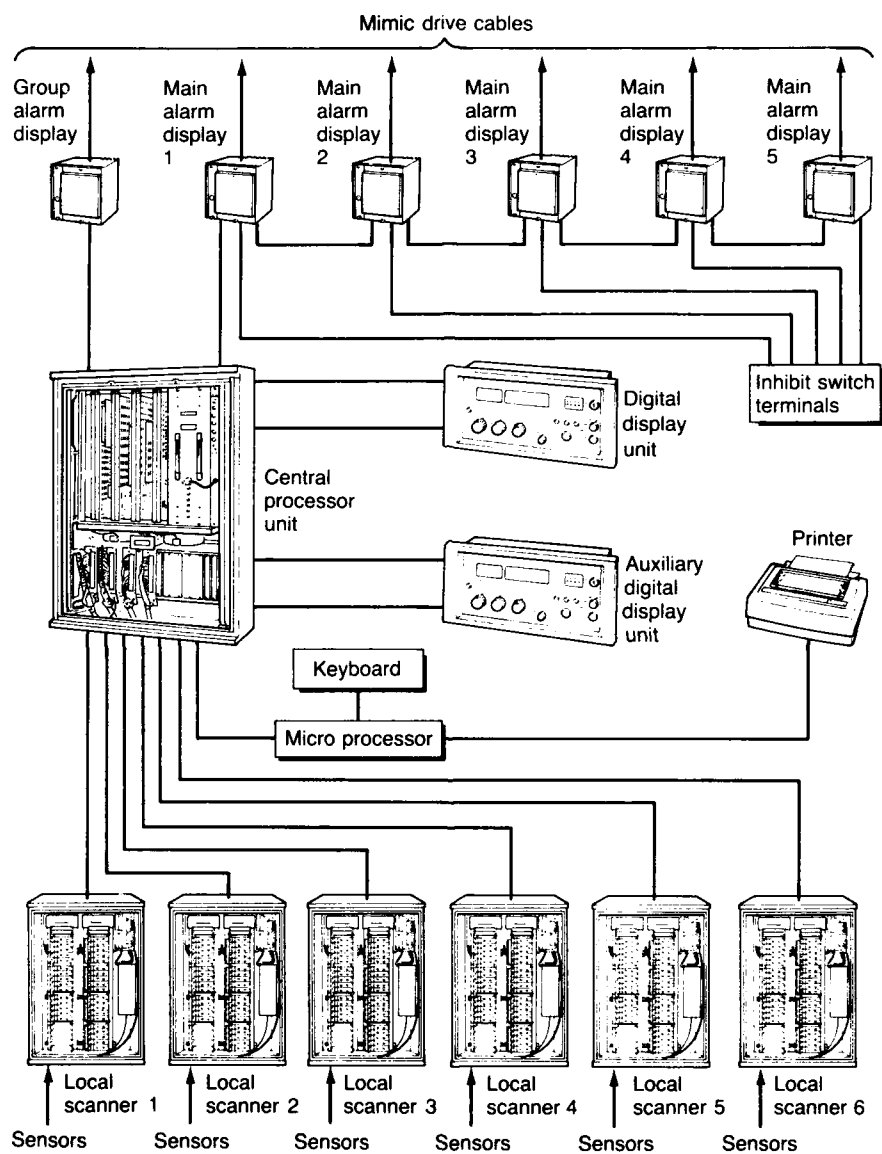 Mimic drive cables
Group
alarm
display
Main
alarm
display
1
Main
alarm
display
2
Main
alarm
display
3
Main
alarm
display
4
Main
alarm
display
5
Inhibit switch
terminals
Digital
display
unit
Central
processor
unit
Auxiliary
digital
display
unit
Printer
Keyboard
Micro processor
Local
scanner 1
Local
scanner 2
Local
scanner 3
Local
scanner 4
Local
scanner 5
Local
scanner 6
Sensors
Sensors
Sensors
Sensors
Sensors
Sensors